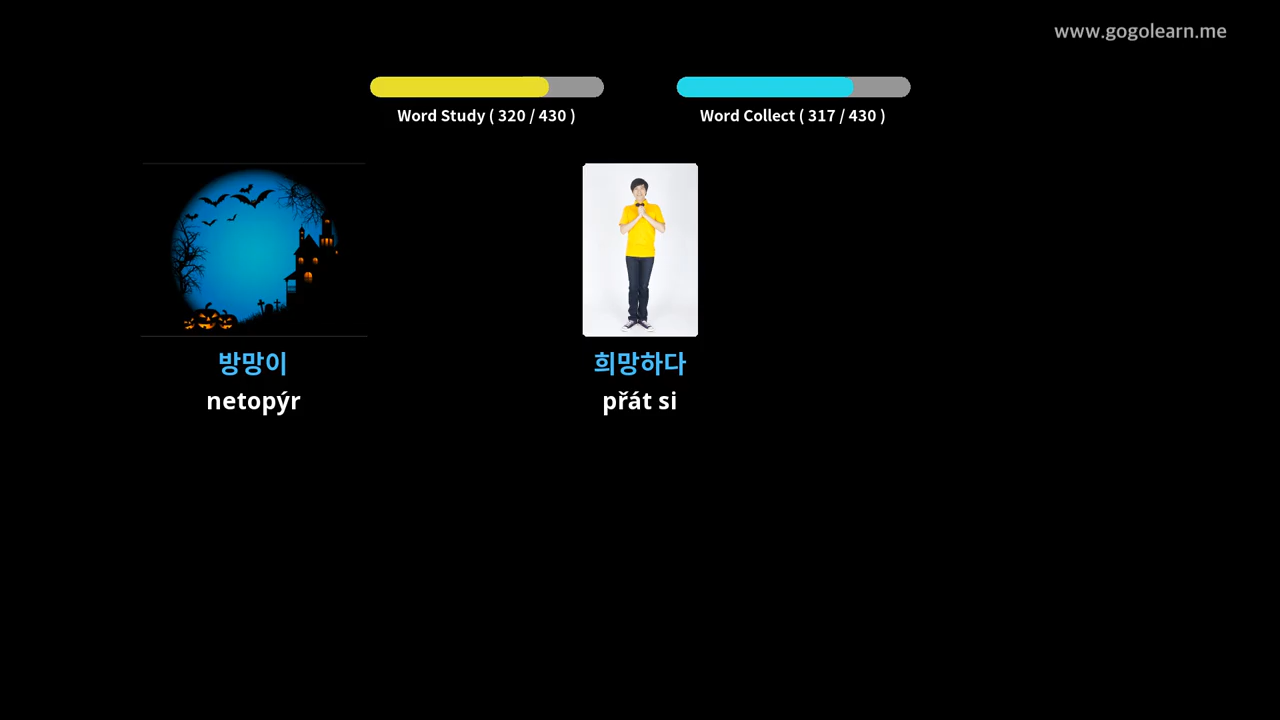 www.gogolearn.me
Word Study ( 320 / 430 )
Word Collect ( 317 / 430 )
방망이
netopýr
희망하다
přát si